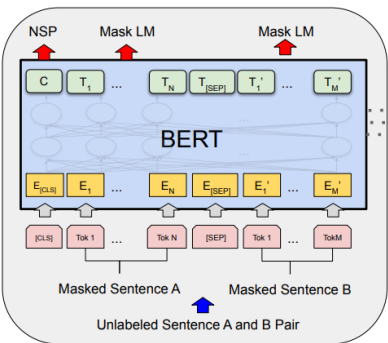 NSP Mask LM Mask LM
C T1 ... TN T[SEP] T1' ... TM'
BERT
E[CLS] E1 ... EN E[SEP] E1' ... EM'
[CLS] Tok 1 ... Tok N [SEP] Tok 1 ... TokM
Masked Sentence A Masked Sentence B
Unlabeled Sentence A and B Pair